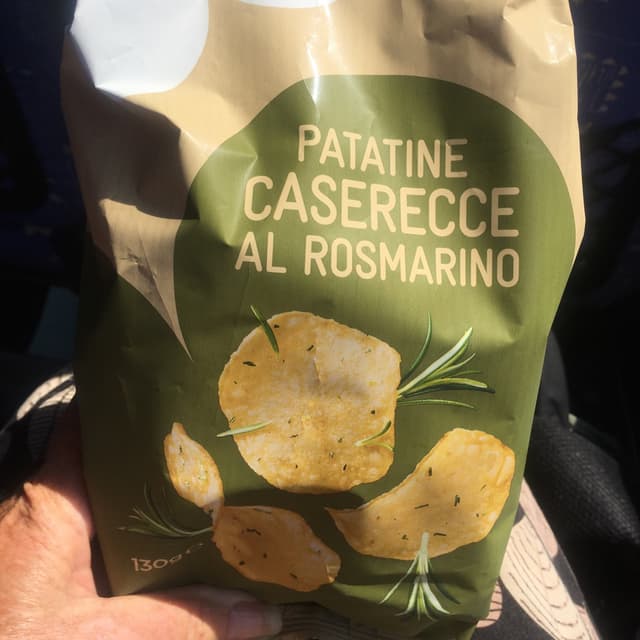 PATATINE
CASERECCE
AL ROSMARINO
130g e